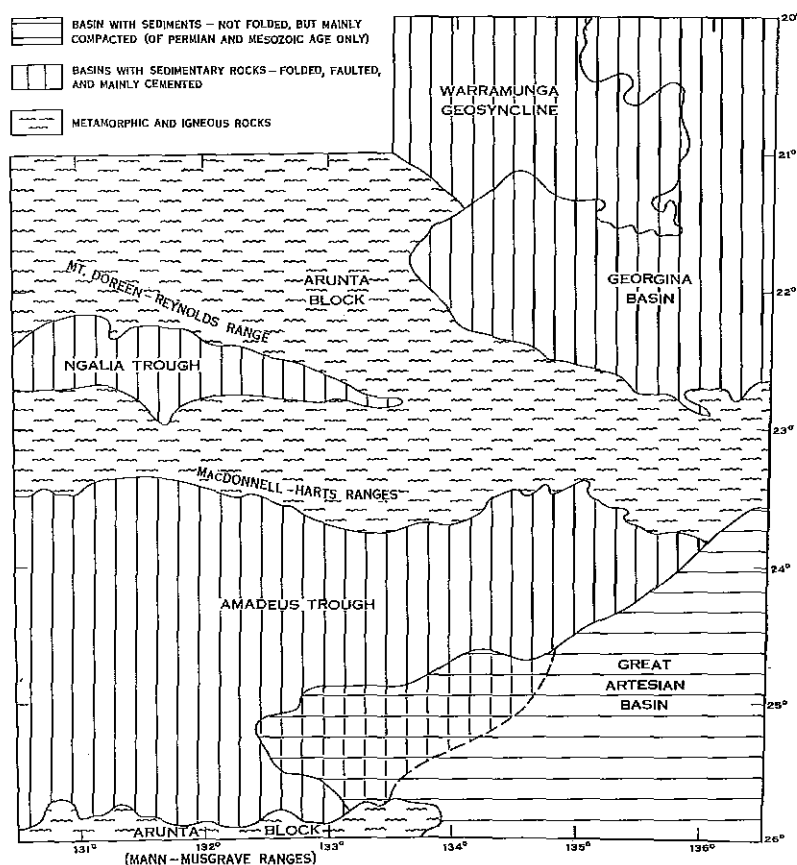 BASIN WITH SEDIMENTS — NOT FOLDED, BUT MAINLY
COMPACTED (OF PERMIAN AND MESOZOIC AGE ONLY)
BASINS WITH SEDIMENTARY ROCKS — FOLDED, FAULTED,
AND MAINLY CEMENTED
METAMORPHIC AND IGNEOUS ROCKS
20°
WARRAMUNGA
GEOSYNCLINE
21°
MT. DOREEN—REYNOLDS RANGE
ARUNTA
BLOCK
GEORGINA
BASIN
22°
NGALIA TROUGH
23°
MACDONNELL—HARTS RANGES
24°
AMADEUS TROUGH
GREAT
ARTESIAN
BASIN
25°
ARUNTA BLOCK
26°
131° 132° 133° 134° 135° 136°
(MANN—MUSGRAVE RANGES)